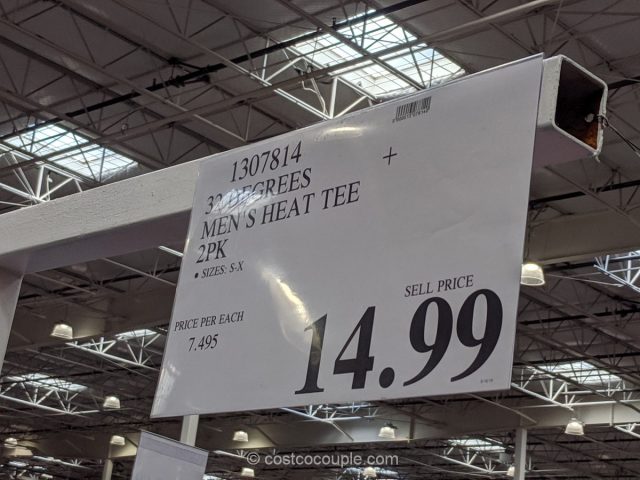 1307814
32 DEGREES
MEN'S HEAT TEE
2PK
• SIZES: S-X
PRICE PER EACH
7.495
SELL PRICE
14.99
© costcocouple.com